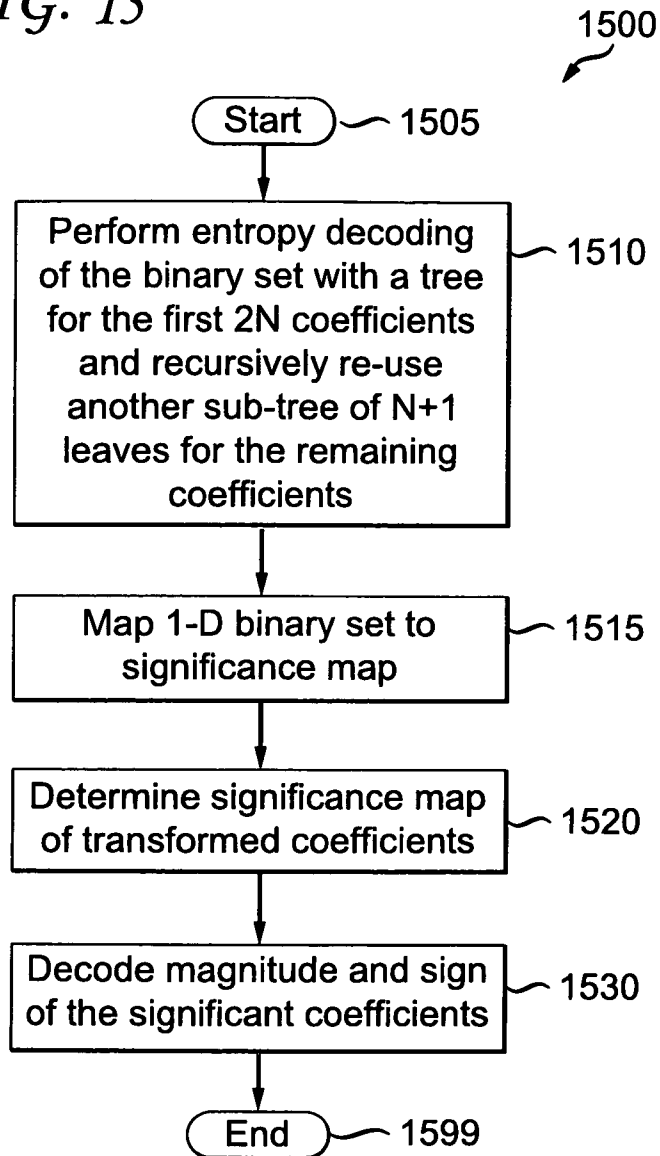 FIG. 15
1500
Start 1505
Perform entropy decoding
of the binary set with a tree
for the first 2N coefficients
and recursively re-use
another sub-tree of N+1
leaves for the remaining
coefficients
1510
Map 1-D binary set to
significance map
1515
Determine significance map
of transformed coefficients
1520
Decode magnitude and sign
of the significant coefficients
1530
End 1599